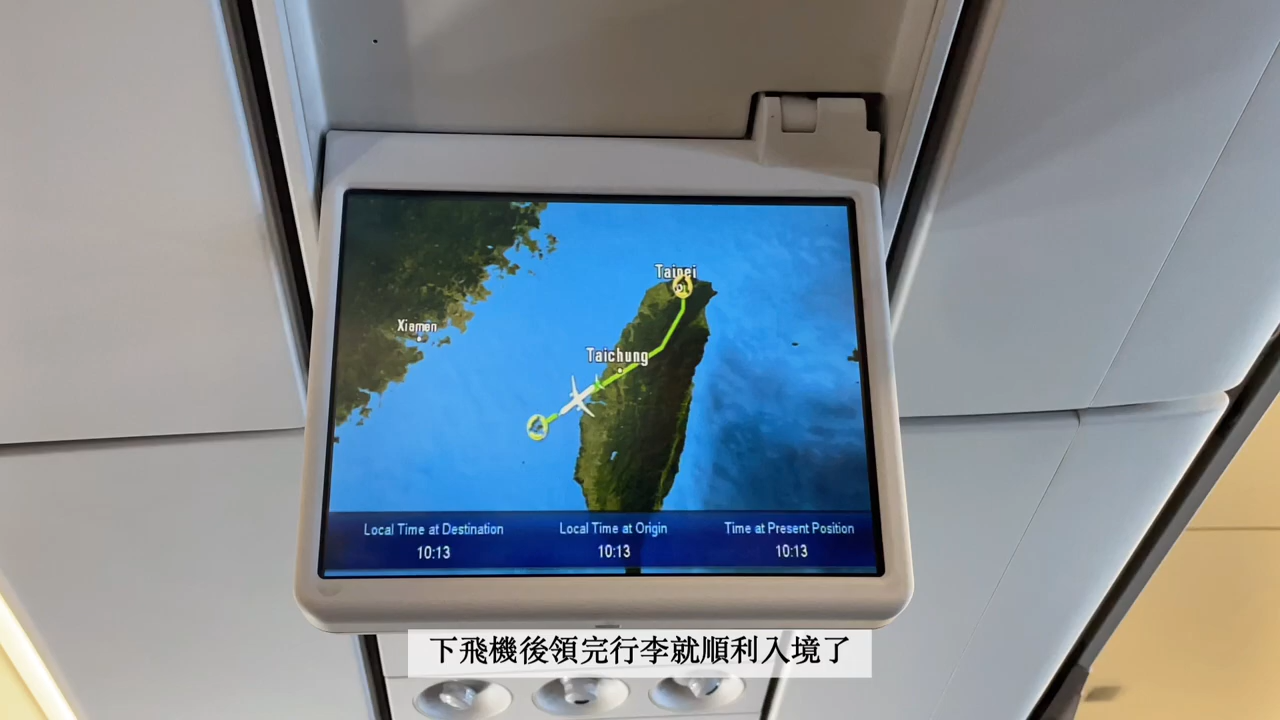 Taipei
Xiamen
Taichung
Local Time at Destination
Local Time at Origin
Time at Present Position
10:13
10:13
10:13
下飛機後領完行李就順利入境了